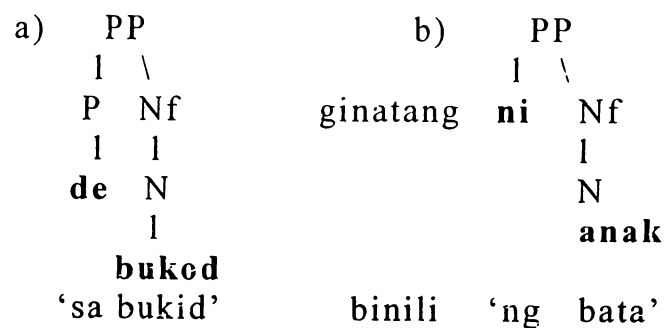 a) PP b) PP
l \ l \
P Nf ginatang ni Nf
l l l
de N N
l anak
bukod
‘sa bukid’ binili ‘ng bata’